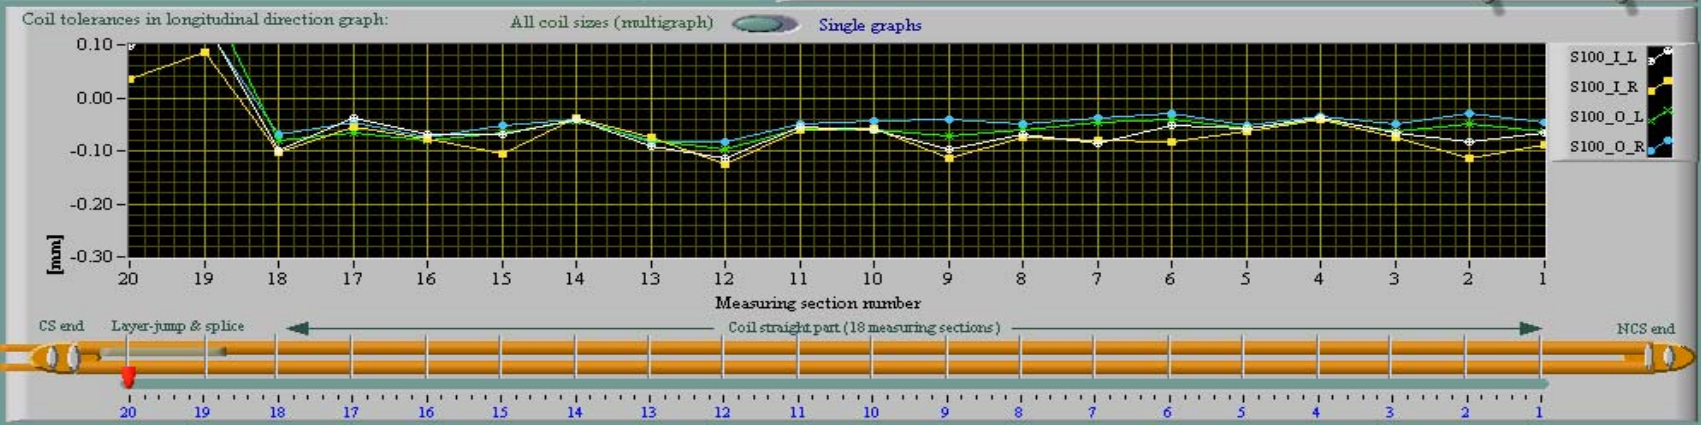 Coil tolerances in longitudinal direction graph:
All coil sizes (multigraph) Single graphs
0.10
0.00
-0.10
-0.20
-0.30
[mm]
S100_I_L
S100_I_R
S100_O_L
S100_O_R
20 19 18 17 16 15 14 13 12 11 10 9 8 7 6 5 4 3 2 1
Measuring section number
CS end Layer-jump & splice Coil straight part (18 measuring sections) NCS end
20 19 18 17 16 15 14 13 12 11 10 9 8 7 6 5 4 3 2 1